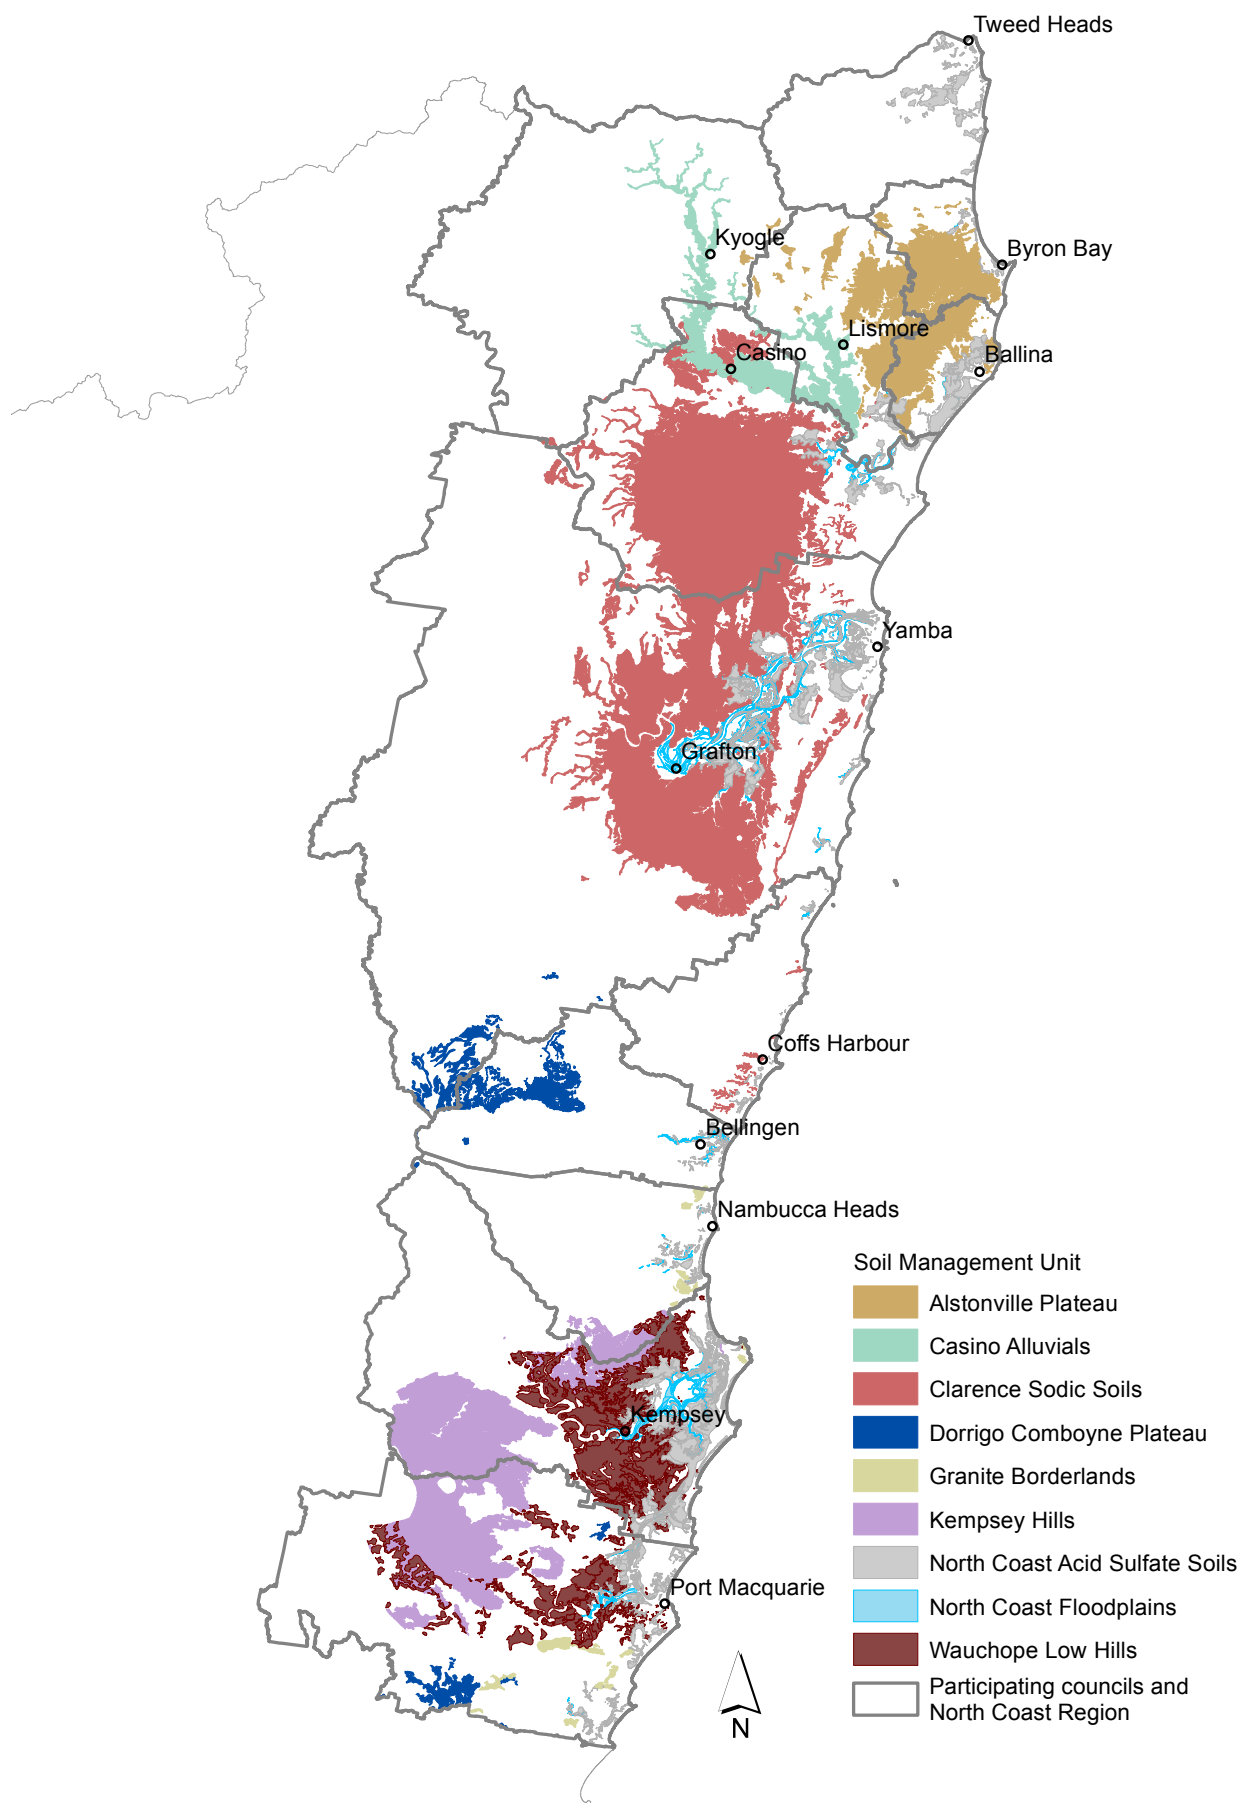 Tweed Heads
Kyogle
Byron Bay
Lismore
Casino
Ballina
Yamba
Grafton
Coffs Harbour
Bellingen
Nambucca Heads
Kempsey
Port Macquarie
N
Soil Management Unit
Alstonville Plateau
Casino Alluvials
Clarence Sodic Soils
Dorrigo Comboyne Plateau
Granite Borderlands
Kempsey Hills
North Coast Acid Sulfate Soils
North Coast Floodplains
Wauchope Low Hills
Participating councils and
North Coast Region